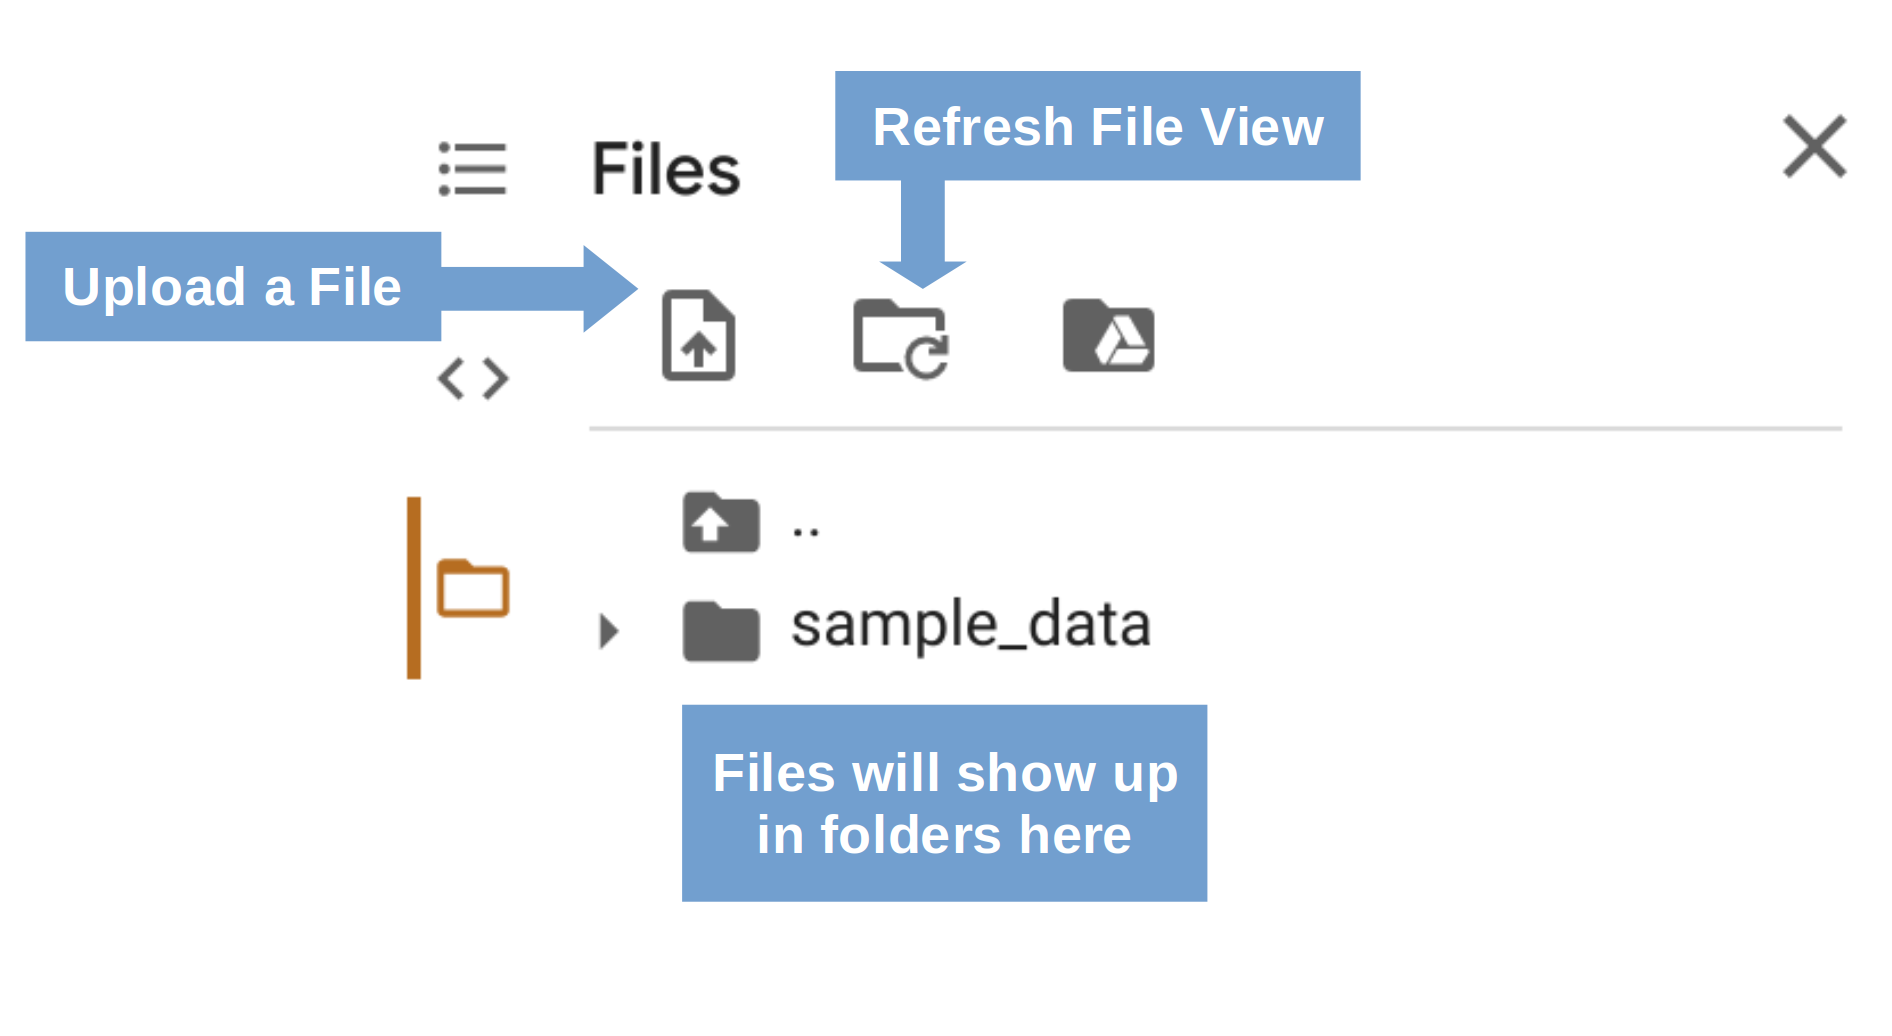 Refresh File View
Files
Upload a File
< >
..
sample_data
Files will show up
in folders here